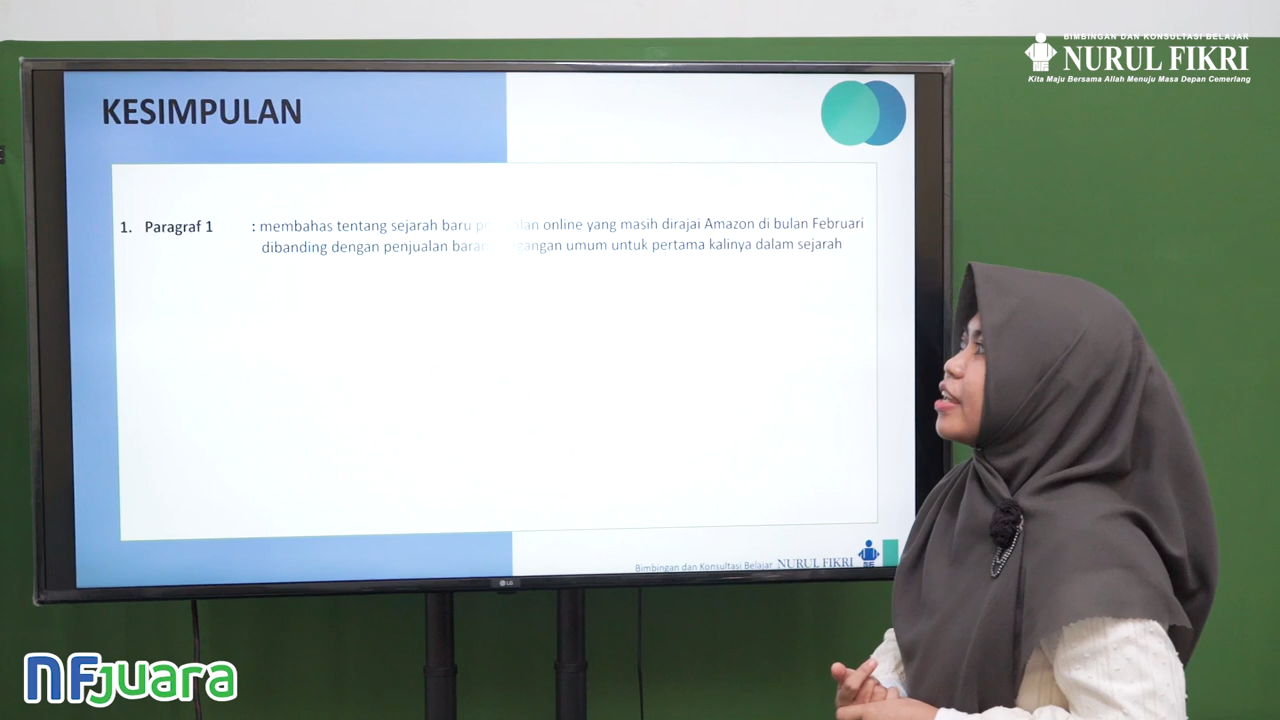 BIMBINGAN DAN KONSULTASI BELAJAR
NURUL FIKRI
Kita Maju Bersama Allah Menuju Masa Depan Cemerlang
KESIMPULAN
1. Paragraf 1 : membahas tentang sejarah baru online yang masih dirajai Amazon di bulan Februari
dibanding dengan penjualan umum untuk pertama kalinya dalam sejarah
Bimbingan dan Konsultasi Belajar NURUL FIKRI
LG
NFjuara